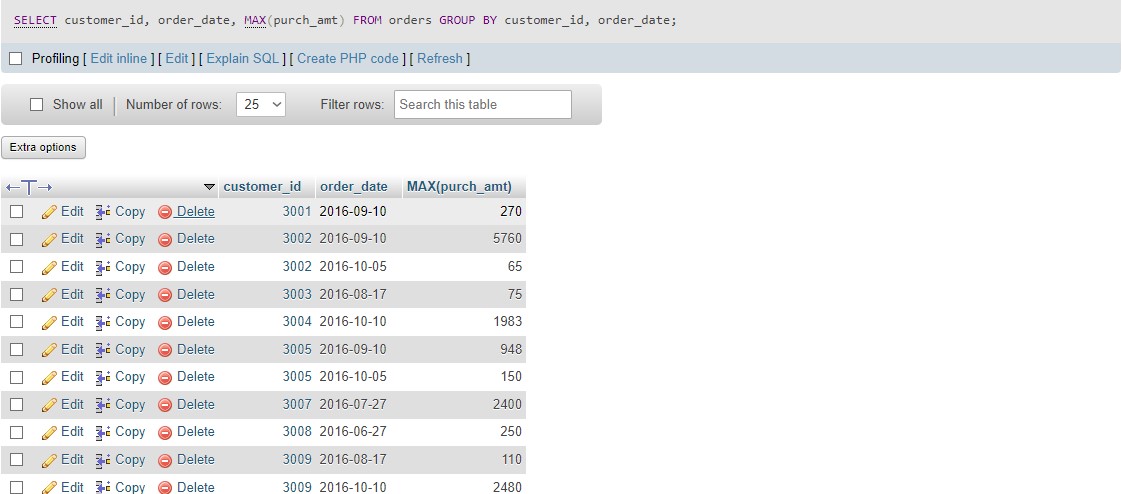 SELECT customer_id, order_date, MAX(purch_amt) FROM orders GROUP BY customer_id, order_date;
Profiling [ Edit inline ] [ Edit ] [ Explain SQL ] [ Create PHP code ] [ Refresh ]
Show all Number of rows: 25 Filter rows: Search this table
Extra options
customer_id order_date MAX(purch_amt)
Edit Copy Delete 3001 2016-09-10 270
Edit Copy Delete 3002 2016-09-10 5760
Edit Copy Delete 3002 2016-10-05 65
Edit Copy Delete 3003 2016-08-17 75
Edit Copy Delete 3004 2016-10-10 1983
Edit Copy Delete 3005 2016-09-10 948
Edit Copy Delete 3005 2016-10-05 150
Edit Copy Delete 3007 2016-07-27 2400
Edit Copy Delete 3008 2016-06-27 250
Edit Copy Delete 3009 2016-08-17 110
Edit Copy Delete 3009 2016-10-10 2480